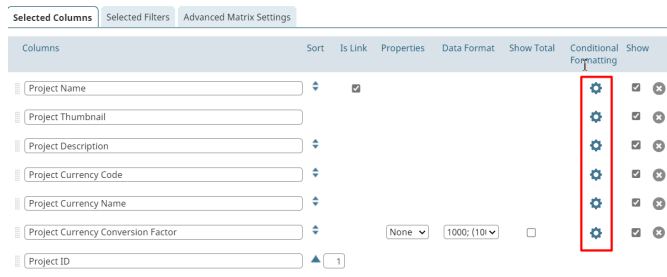 Selected Columns Selected Filters Advanced Matrix Settings
Columns Sort Is Link Properties Data Format Show Total Conditional Formatting Show
Project Name
Project Thumbnail
Project Description
Project Currency Code
Project Currency Name
Project Currency Conversion Factor None 1000; (10
Project ID 1